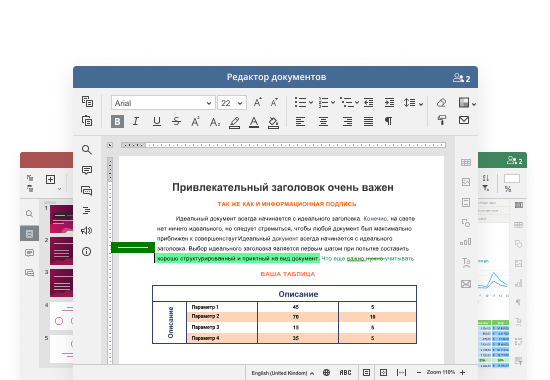 Редактор документов
2
Arial
22
A A
B I U S A² A₂ A
2
%
Привлекательный заголовок очень важен
ТАК ЖЕ КАК И ИНФОРМАЦИОННАЯ ПОДПИСЬ
Идеальный документ всегда начинается с идеального заголовка. Конечно, на свете
нет ничего идеального, но следует стремиться, чтобы любой документ был максимально
приближен к совершенству! Идеальный документ всегда начинается с идеального
заголовка. Выбор идеального заголовка является первым шагом при попытке составить
хорошо структурированный и приятный на вид документ. Что еще важно нужно учитывать
ВАША ТАБЛИЦА
Описание
Описание
Параметр 1 45 5
Параметр 2 70 10
Параметр 3 15 5
Параметр 4 35 5
1
2
3
4
5
English (United Kindom) ABC Zoom 110%